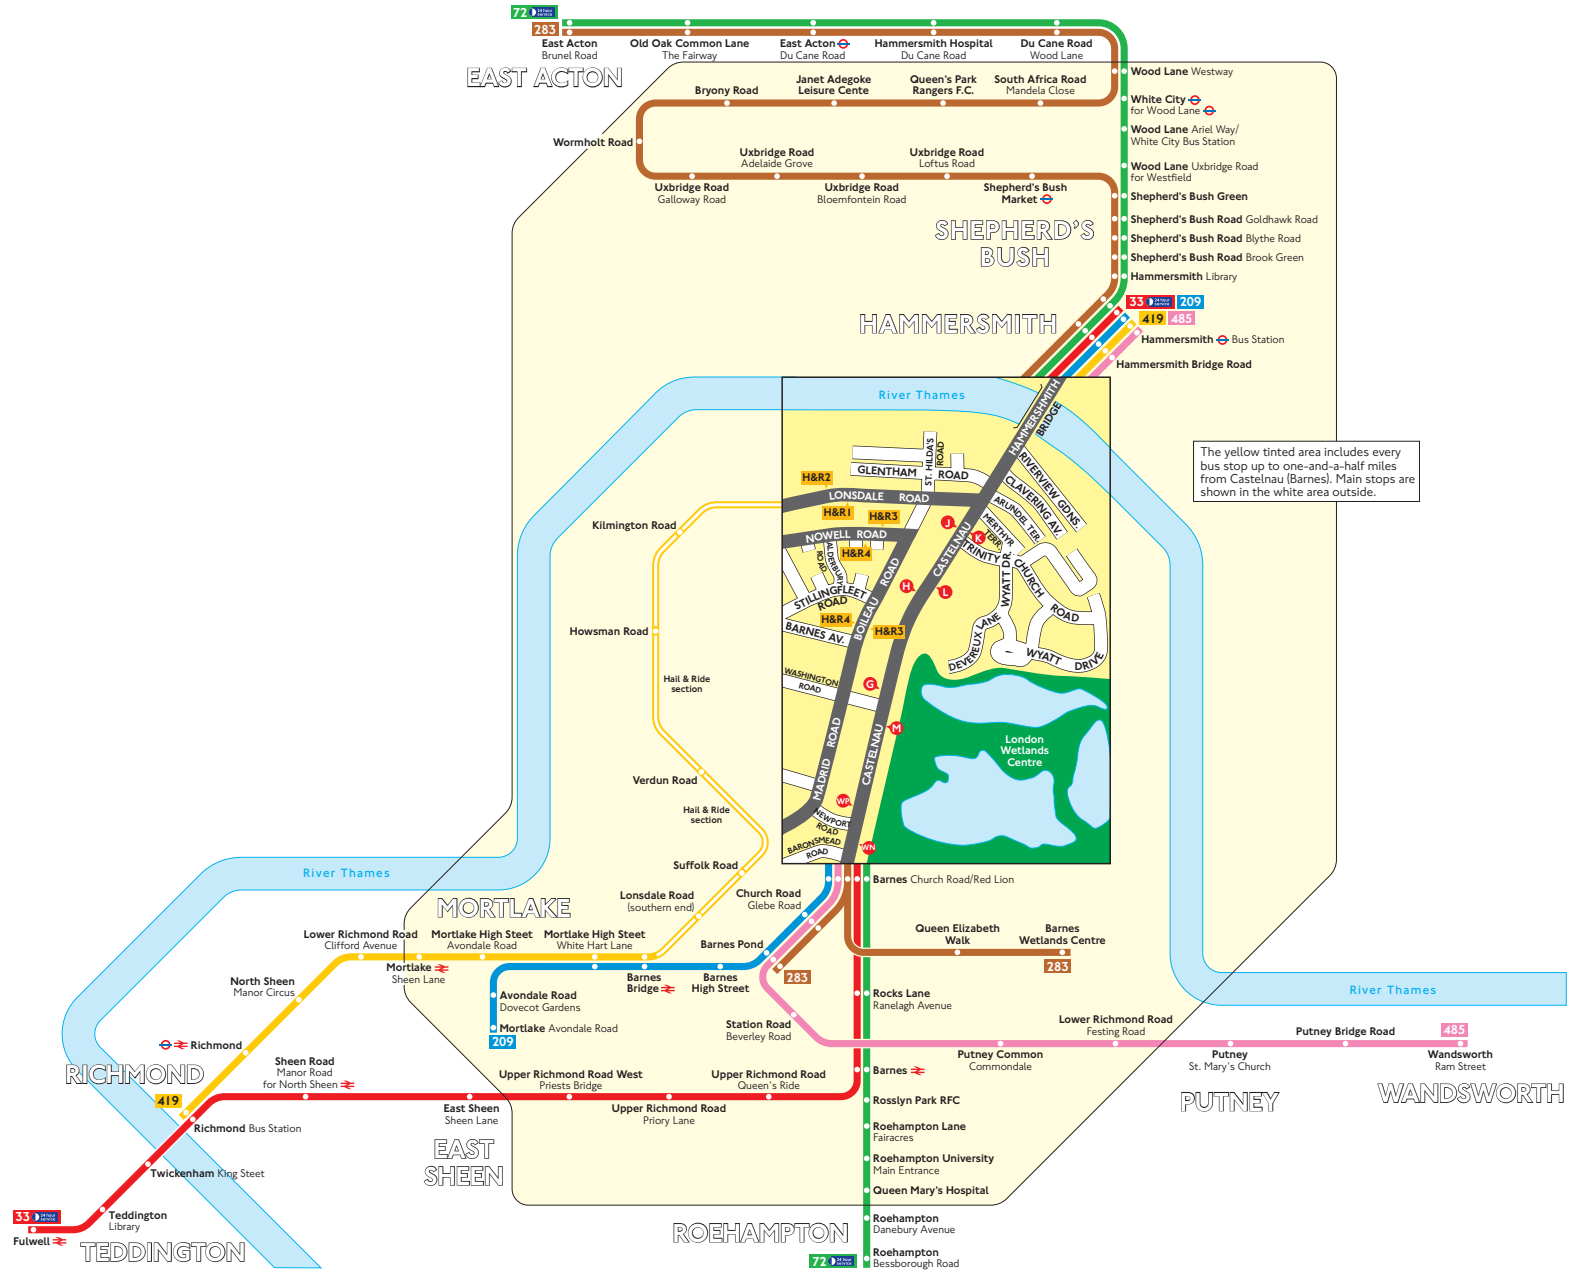 72 24 hour service
283
East Acton
Brunel Road
Old Oak Common Lane
The Fairway
East Acton
Du Cane Road
Hammersmith Hospital
Du Cane Road
Du Cane Road
Wood Lane
EAST ACTON
Wood Lane Westway
White City
for Wood Lane
Wood Lane Ariel Way/
White City Bus Station
Wood Lane Uxbridge Road
for Westfield
Shepherd's Bush Green
Shepherd's Bush Road Goldhawk Road
Shepherd's Bush Road Blythe Road
Shepherd's Bush Road Brook Green
Hammersmith Library
Bryony Road
Janet Adegoke
Leisure Cente
Queen's Park
Rangers F.C.
South Africa Road
Mandela Close
Wormholt Road
Uxbridge Road
Adelaide Grove
Uxbridge Road
Loftus Road
Uxbridge Road
Galloway Road
Uxbridge Road
Bloemfontein Road
Shepherd's Bush
Market
SHEPHERD'S
BUSH
HAMMERSMITH
33 24 hour service
209
419
485
Hammersmith Bus Station
Hammersmith Bridge Road
River Thames
The yellow tinted area includes every
bus stop up to one-and-a-half miles
from Castelnau (Barnes). Main stops are
shown in the white area outside.
HAMMERSHMITH
BRIDGE
ST. HILDA'S
ROAD
GLENTHAM ROAD
RIVERVIEW GDNS.
CLAVERING AV.
ARUNDEL TER.
MERTHYR
TERR.
H&R2
LONSDALE ROAD
H&R1
H&R3
NOWELL ROAD
H&R4
ALDERBURY
ROAD
STILLINGFLEET
ROAD
H&R4
BARNES AV.
BOILEAU ROAD
H&R3
CASTELNAU
J
K
H
L
TRINITY CHURCH ROAD
WYATT DR.
DEVEREUX LANE
WYATT DRIVE
WASHINGTON
ROAD
G
M
CASTELNAU
MADRID ROAD
London
Wetlands
Centre
WP
NEWPORT
ROAD
BARONSMEAD
ROAD
WN
Kilmington Road
Howsman Road
Hail & Ride
section
Verdun Road
Hail & Ride
section
Suffolk Road
Lonsdale Road
(southern end)
River Thames
MORTLAKE
Lower Richmond Road
Clifford Avenue
Mortlake High Steet
Avondale Road
Mortlake High Steet
White Hart Lane
Mortlake
Sheen Lane
North Sheen
Manor Circus
Richmond
RICHMOND
419
Church Road
Glebe Road
Barnes Pond
Barnes
Bridge
Barnes
High Street
Avondale Road
Dovecot Gardens
Mortlake Avondale Road
209
283
Barnes Church Road/Red Lion
Queen Elizabeth
Walk
Barnes
Wetlands Centre
283
Rocks Lane
Ranelagh Avenue
Station Road
Beverley Road
Lower Richmond Road
Festing Road
Putney Common
Commondale
Putney
St. Mary's Church
Putney Bridge Road
485
Wandsworth
Ram Street
River Thames
PUTNEY
WANDSWORTH
Sheen Road
Manor Road
for North Sheen
East Sheen
Sheen Lane
Upper Richmond Road West
Priests Bridge
Upper Richmond Road
Priory Lane
Upper Richmond Road
Queen's Ride
EAST
SHEEN
Barnes
Rosslyn Park RFC
Roehampton Lane
Fairacres
Roehampton University
Main Entrance
Queen Mary's Hospital
Roehampton
Danebury Avenue
Roehampton
Bessborough Road
72 24 hour service
ROEHAMPTON
Richmond Bus Station
Twickenham King Steet
Teddington
Library
33 24 hour service
Fulwell
TEDDINGTON